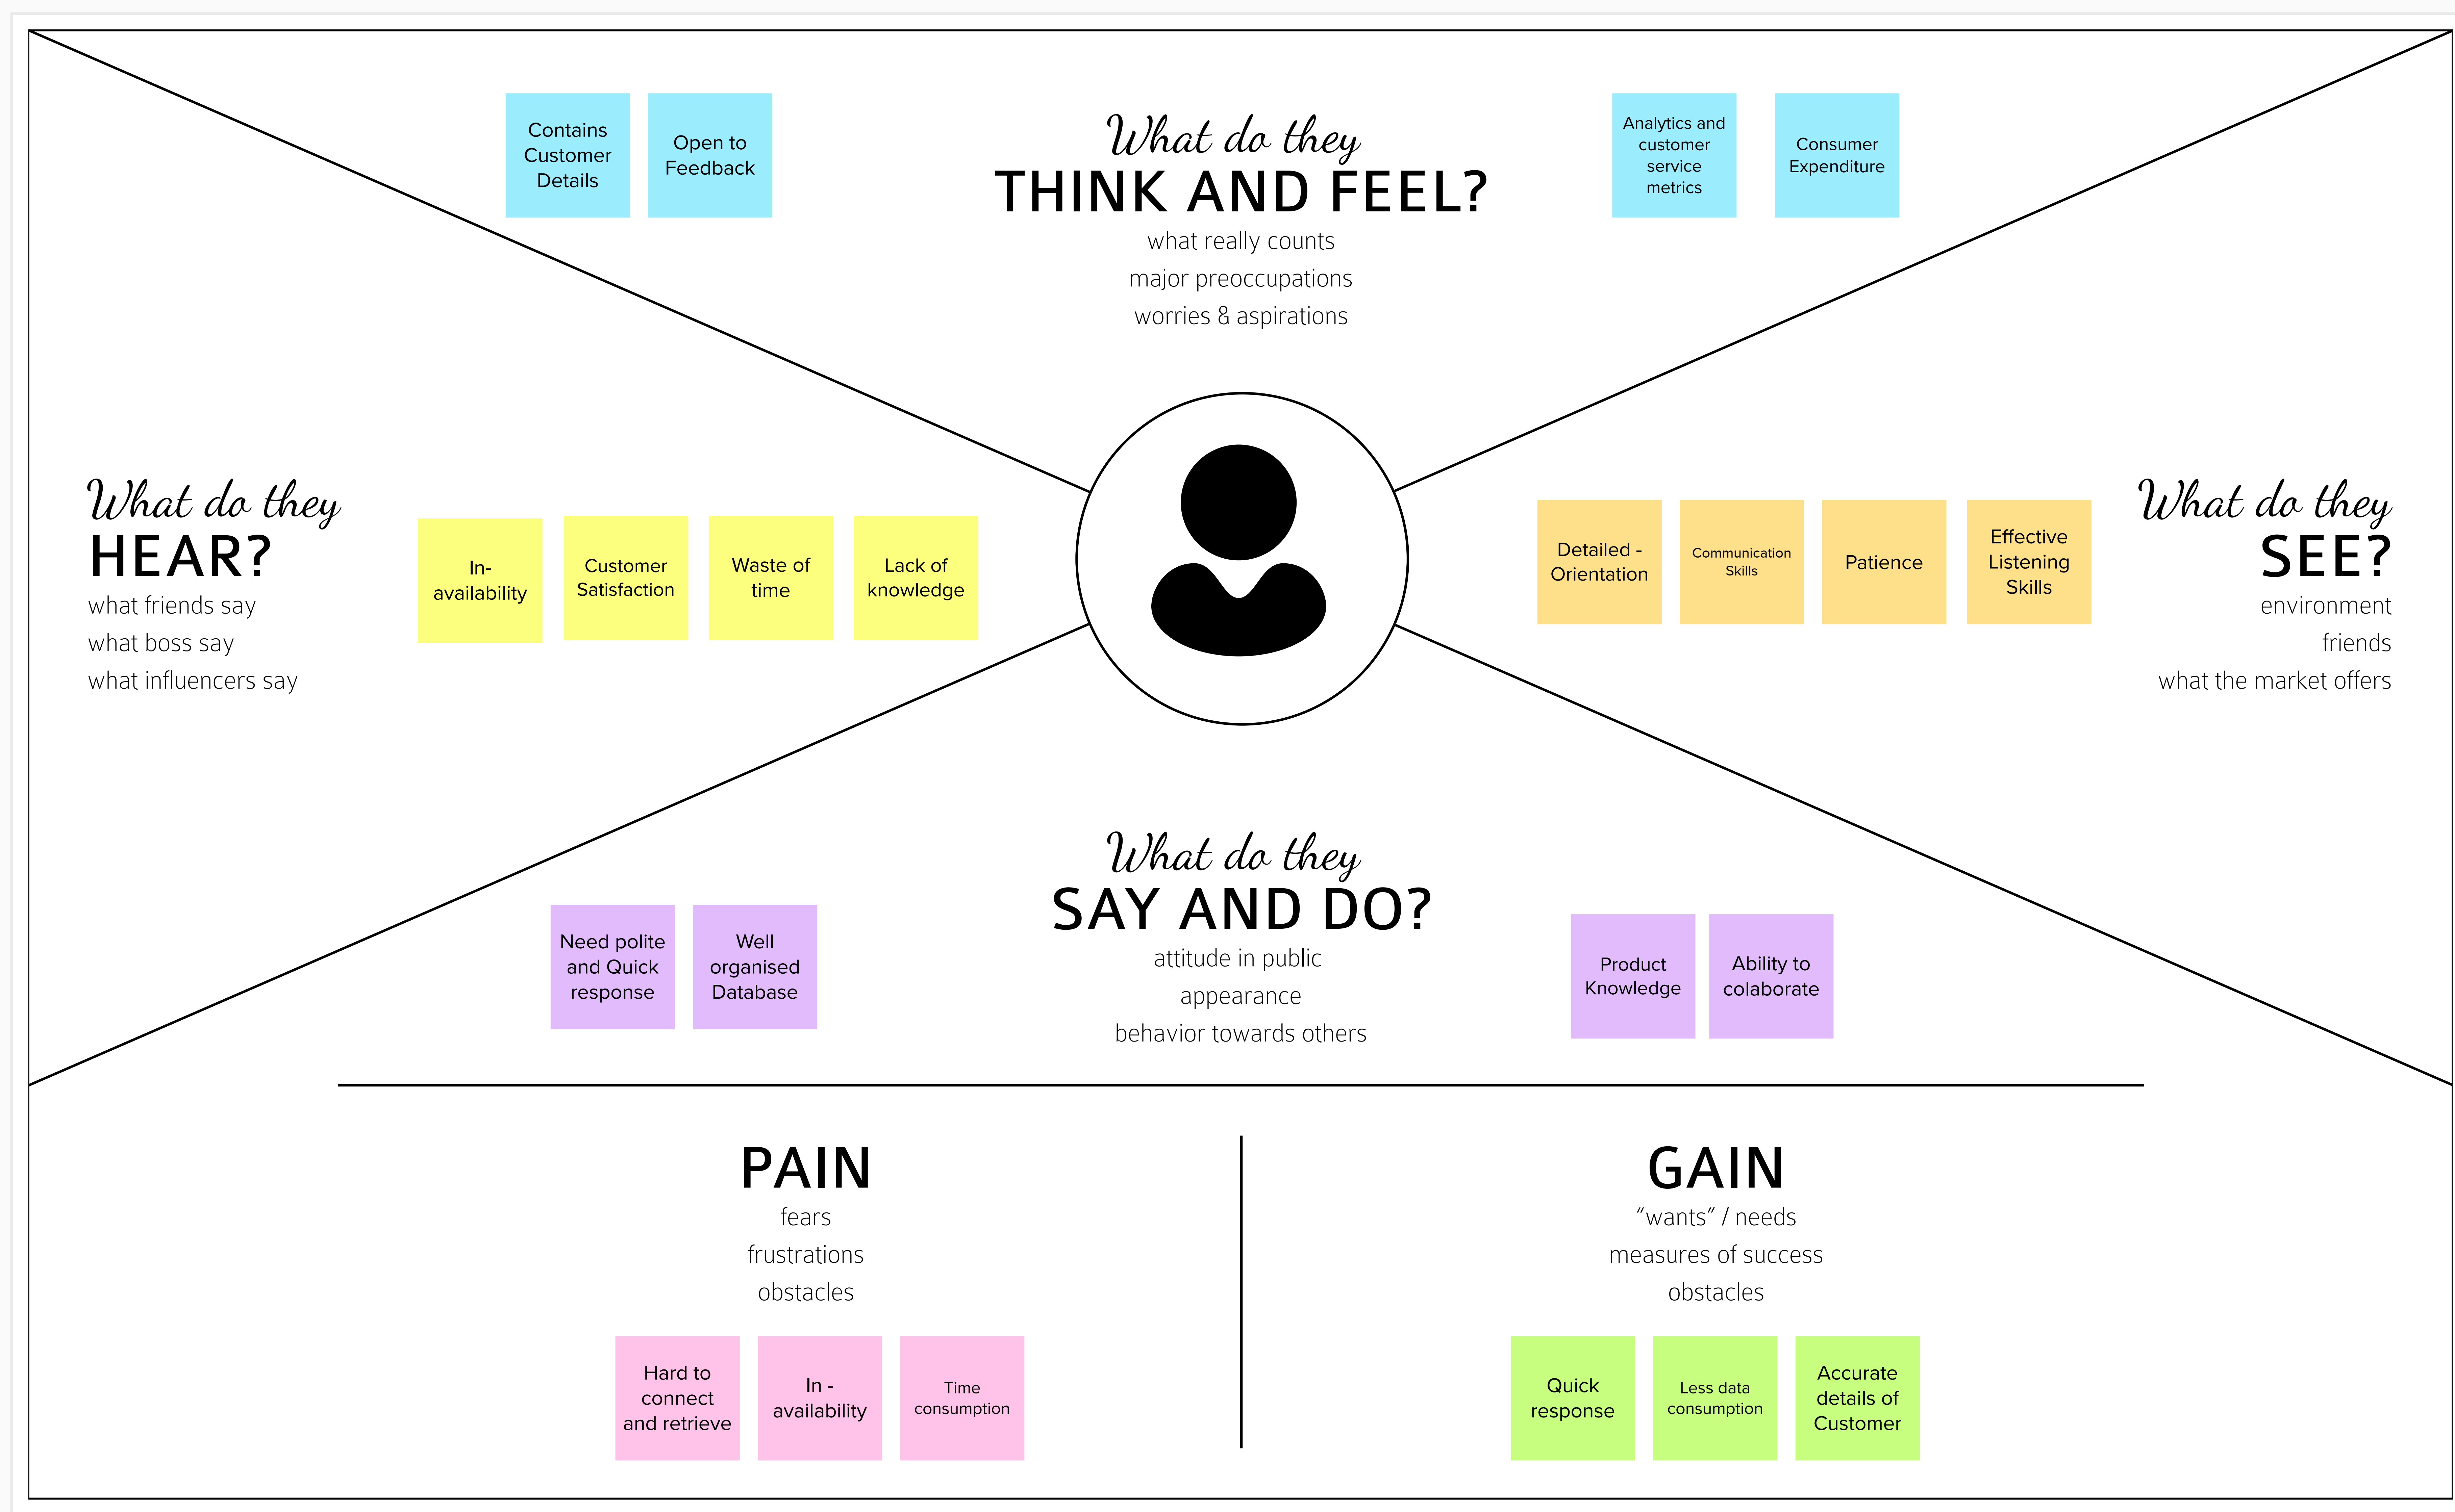 Contains
Customer
Details
Open to
Feedback
What do they
THINK AND FEEL?
what really counts
major preoccupations
worries & aspirations
Analytics and
customer
service
metrics
Consumer
Expenditure
What do they
HEAR?
what friends say
what boss say
what influencers say
In-
availability
Customer
Satisfaction
Waste of
time
Lack of
knowledge
Detailed -
Orientation
Communication
Skills
Patience
Effective
Listening
Skills
What do they
SEE?
environment
friends
what the market offers
Need polite
and Quick
response
Well
organised
Database
What do they
SAY AND DO?
attitude in public
appearance
behavior towards others
Product
Knowledge
Ability to
colaborate
PAIN
fears
frustrations
obstacles
Hard to
connect
and retrieve
In -
availability
Time
consumption
GAIN
“wants” / needs
measures of success
obstacles
Quick
response
Less data
consumption
Accurate
details of
Customer